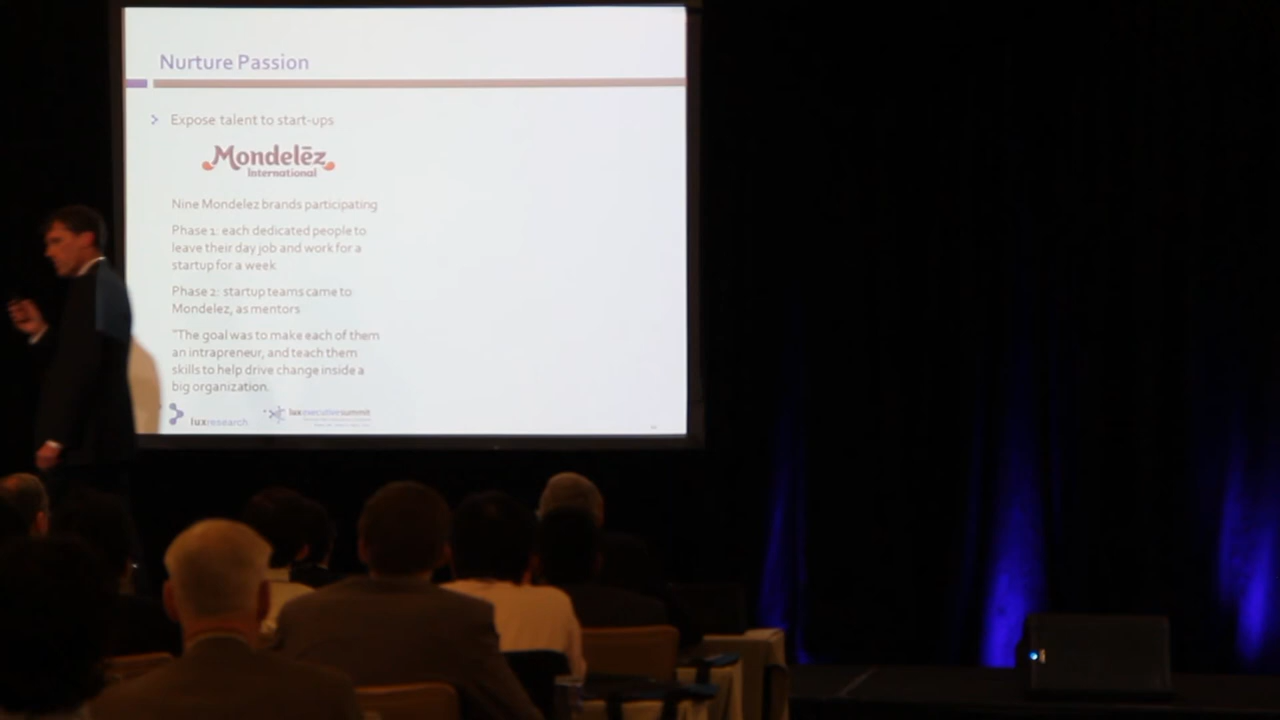 Nurture Passion
Expose talent to start-ups
Mondelēz
International
Nine Mondelez brands participating
Phase 1: each dedicated people to
leave their day job and work for a
startup for a week
Phase 2: startup teams came to
Mondelez, as mentors
"The goal was to make each of them
an intrapreneur, and teach them
skills to help drive change inside a
big organization.
luxresearch
luxexecutivesummit